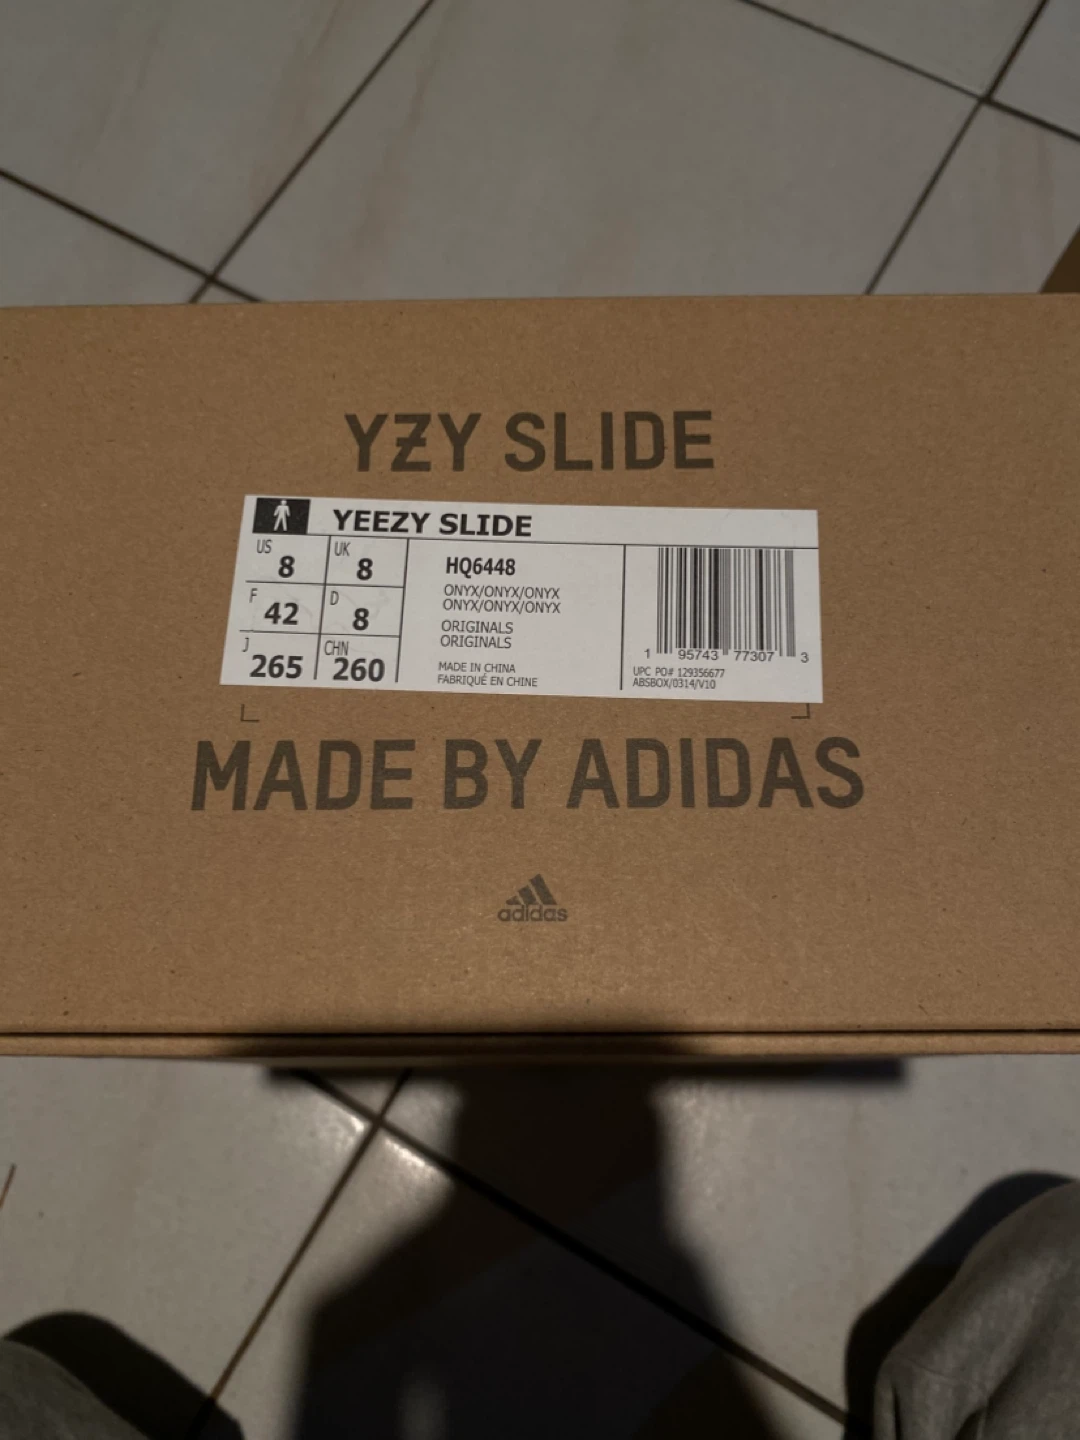 YZY SLIDE
YEEZY SLIDE
US 8 UK 8
F 42 D 8
J 265 CHN 260
HQ6448
ONYX/ONYX/ONYX
ONYX/ONYX/ONYX
ORIGINALS
ORIGINALS
MADE IN CHINA
FABRIQUÉ EN CHINE
1 95743 77307 3
UPC PO# 129356677
ABSBOX/0314/V10
MADE BY ADIDAS
adidas